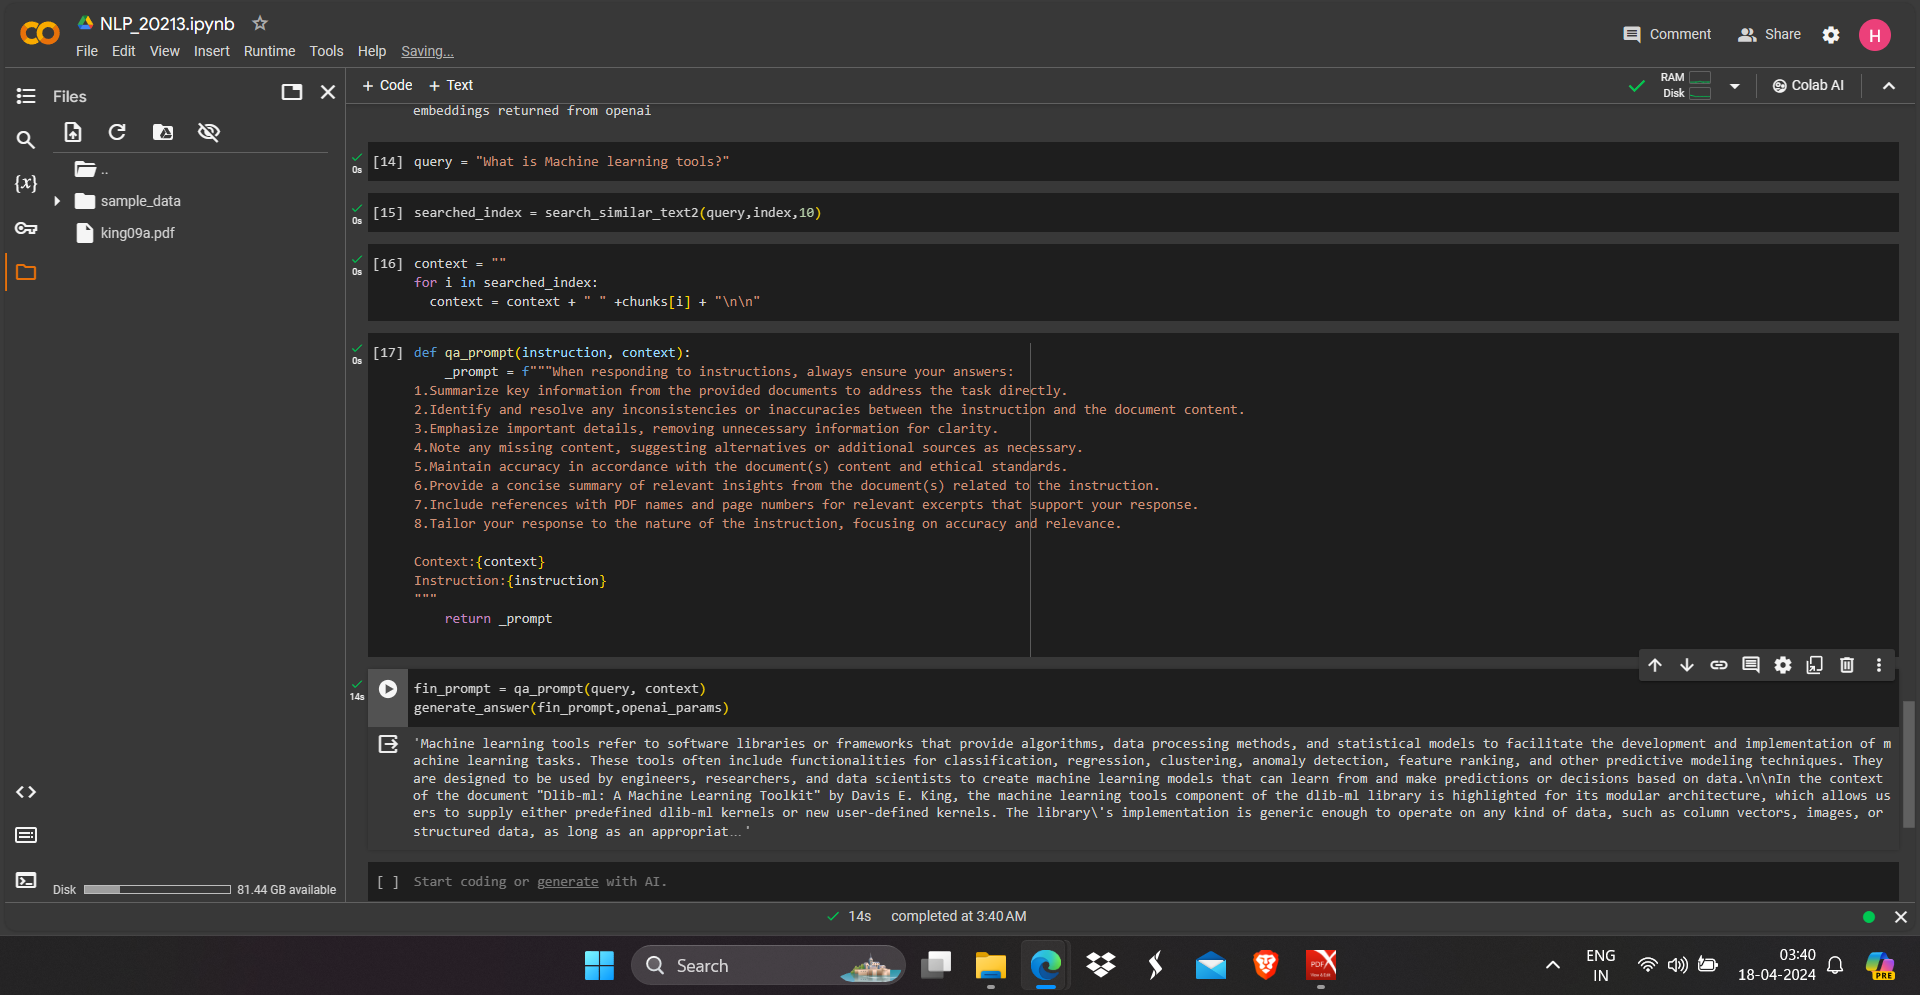 NLP_20213.ipynb
File Edit View Insert Runtime Tools Help Saving...
Comment Share H
Files
+ Code + Text
RAM
Disk
Colab AI
..
sample_data
king09a.pdf
{x}
embeddings returned from openai
0s [14] query = "What is Machine learning tools?"
0s [15] searched_index = search_similar_text2(query,index,10)
0s [16] context = ""
for i in searched_index:
context = context + " " +chunks[i] + "\n\n"
0s [17] def qa_prompt(instruction, context):
_prompt = f"""When responding to instructions, always ensure your answers:
1.Summarize key information from the provided documents to address the task directly.
2.Identify and resolve any inconsistencies or inaccuracies between the instruction and the document content.
3.Emphasize important details, removing unnecessary information for clarity.
4.Note any missing content, suggesting alternatives or additional sources as necessary.
5.Maintain accuracy in accordance with the document(s) content and ethical standards.
6.Provide a concise summary of relevant insights from the document(s) related to the instruction.
7.Include references with PDF names and page numbers for relevant excerpts that support your response.
8.Tailor your response to the nature of the instruction, focusing on accuracy and relevance.
Context:{context}
Instruction:{instruction}
"""
return _prompt
14s fin_prompt = qa_prompt(query, context)
generate_answer(fin_prompt,openai_params)
'Machine learning tools refer to software libraries or frameworks that provide algorithms, data processing methods, and statistical models to facilitate the development and implementation of m
achine learning tasks. These tools often include functionalities for classification, regression, clustering, anomaly detection, feature ranking, and other predictive modeling techniques. They
are designed to be used by engineers, researchers, and data scientists to create machine learning models that can learn from and make predictions or decisions based on data.\n\nIn the context
of the document "Dlib-ml: A Machine Learning Toolkit" by Davis E. King, the machine learning tools component of the dlib-ml library is highlighted for its modular architecture, which allows us
ers to supply either predefined dlib-ml kernels or new user-defined kernels. The library\'s implementation is generic enough to operate on any kind of data, such as column vectors, images, or
structured data, as long as an appropriat…'
[ ] Start coding or generate with AI.
Disk 81.44 GB available
14s completed at 3:40 AM
Search
PDF
ENG
IN
03:40
18-04-2024
PRE